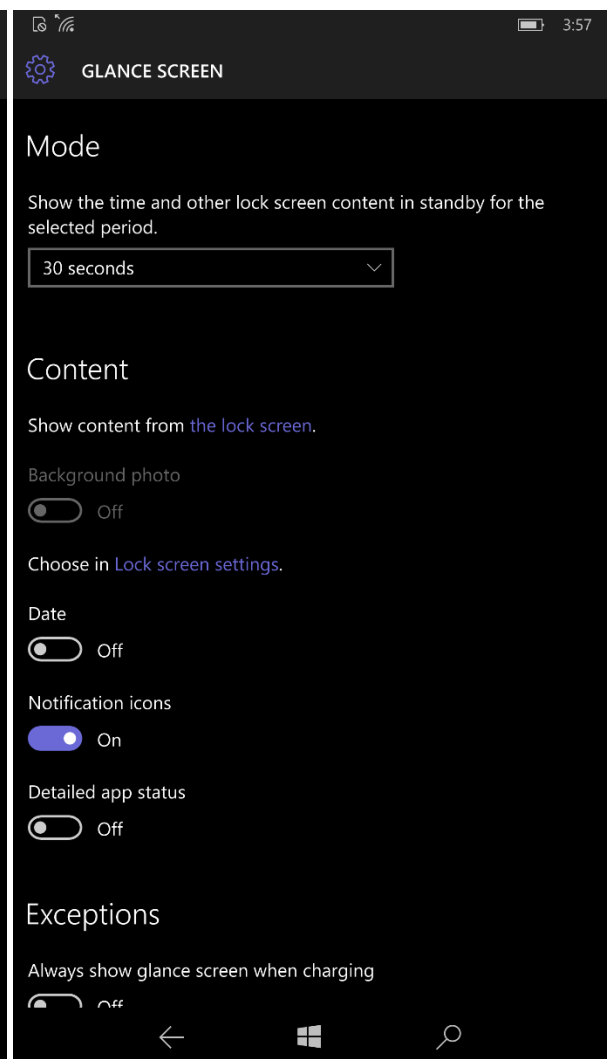 3:57
GLANCE SCREEN
Mode
Show the time and other lock screen content in standby for the
selected period.
30 seconds
Content
Show content from the lock screen.
Background photo
Off
Choose in Lock screen settings.
Date
Off
Notification icons
On
Detailed app status
Off
Exceptions
Always show glance screen when charging
Off